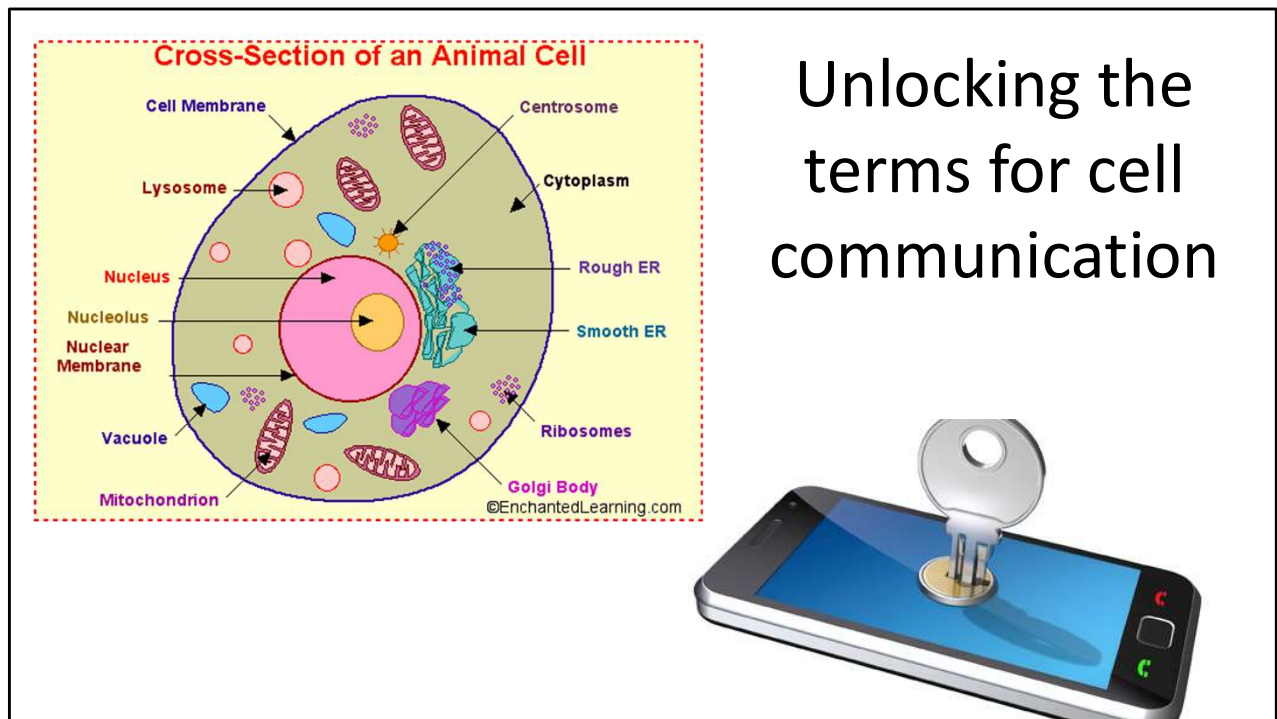 Cross-Section of an Animal Cell
Cell Membrane
Centrosome
Lysosome
Cytoplasm
Nucleus
Rough ER
Nucleolus
Smooth ER
Nuclear
Membrane
Vacuole
Ribosomes
Mitochondrion
Golgi Body
©EnchantedLearning.com
Unlocking the
terms for cell
communication